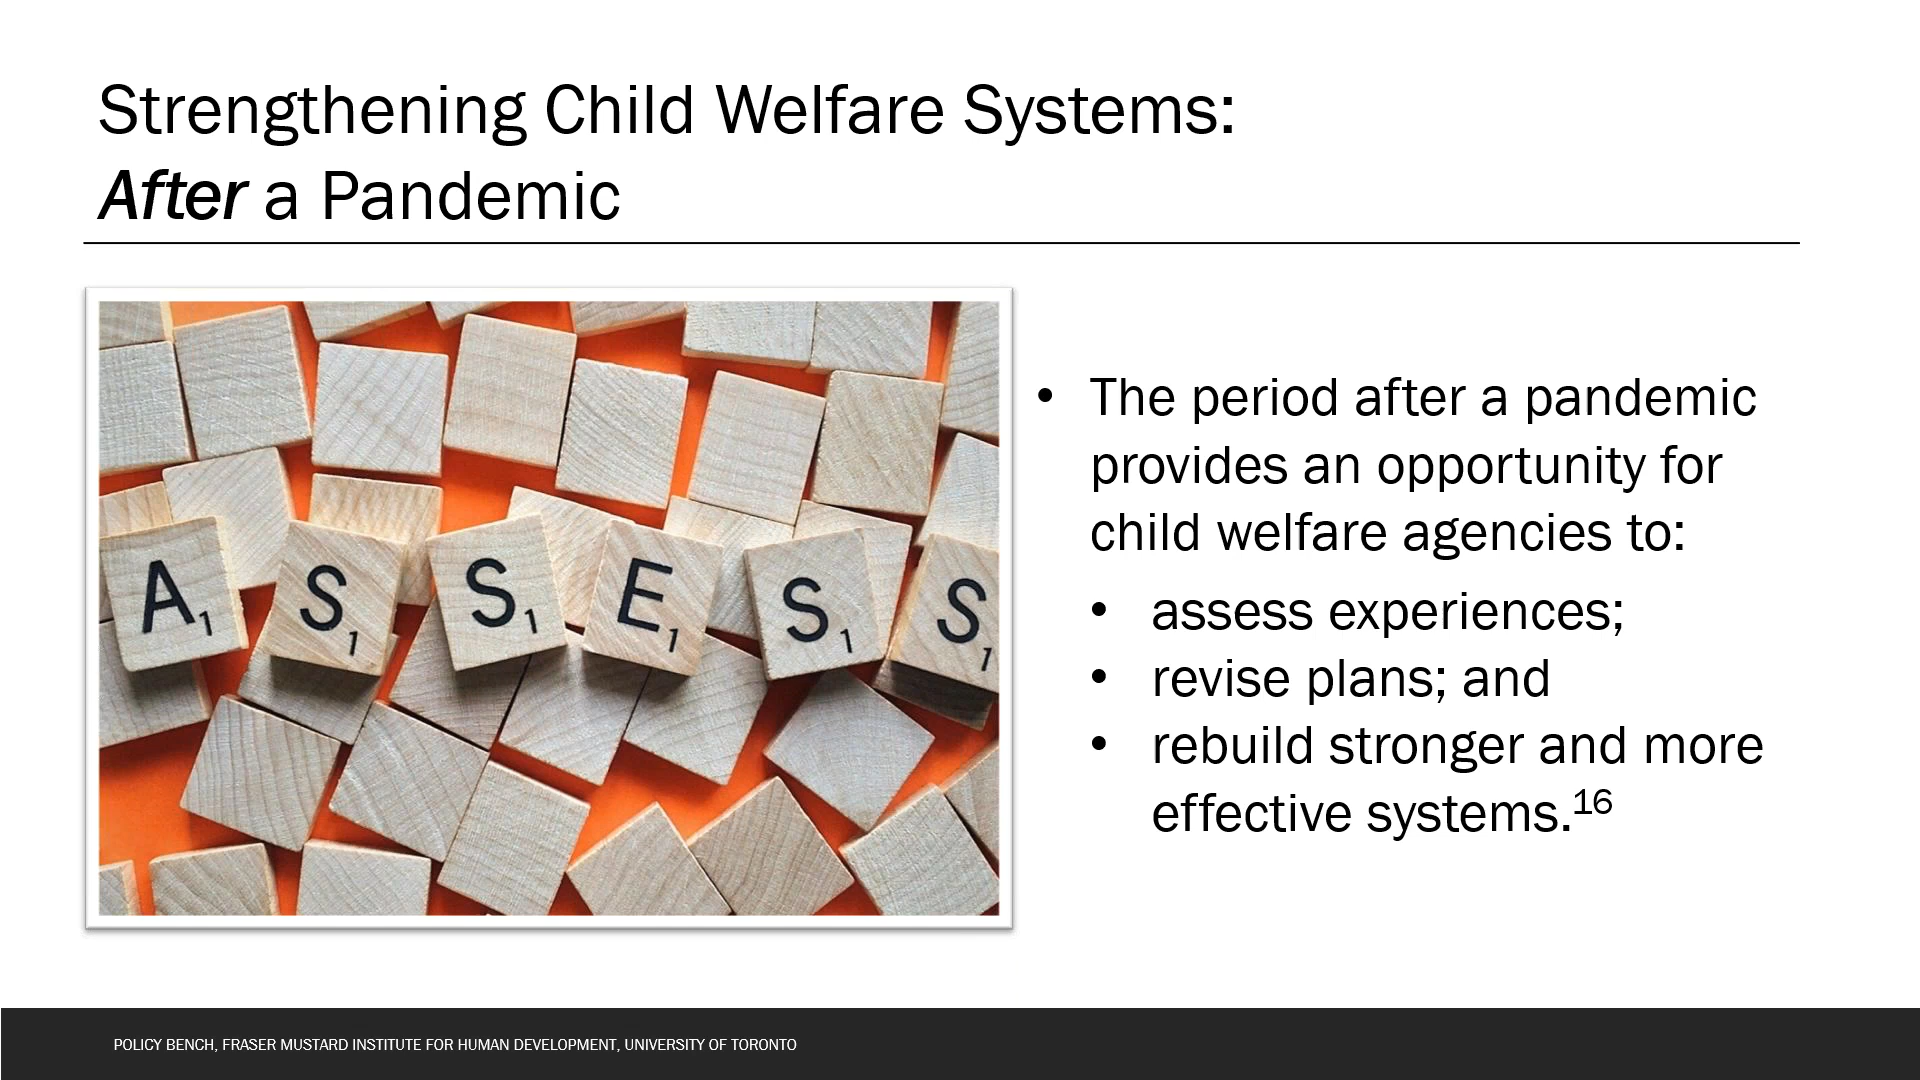 Strengthening Child Welfare Systems:
After a Pandemic
A1 S1 S1 E1 S1 S1
• The period after a pandemic
provides an opportunity for
child welfare agencies to:
• assess experiences;
• revise plans; and
• rebuild stronger and more
effective systems.16
POLICY BENCH, FRASER MUSTARD INSTITUTE FOR HUMAN DEVELOPMENT, UNIVERSITY OF TORONTO